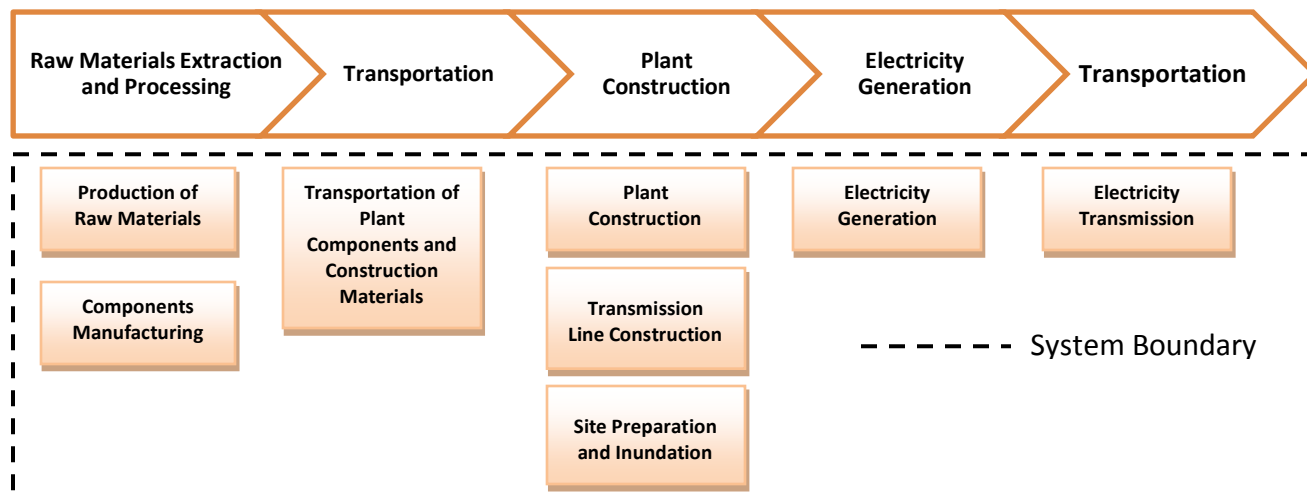 Raw Materials Extraction
and Processing
Transportation
Plant
Construction
Electricity
Generation
Transportation
Production of
Raw Materials
Components
Manufacturing
Transportation of
Plant
Components and
Construction
Materials
Plant
Construction
Transmission
Line Construction
Site Preparation
and Inundation
Electricity
Generation
Electricity
Transmission
System Boundary